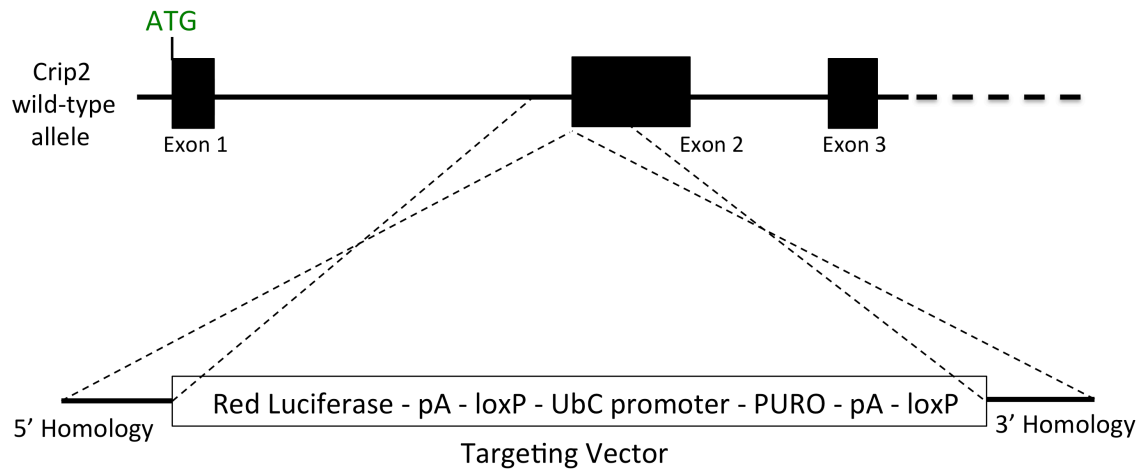 ATG
Crip2
wild-type
allele
Exon 1
Exon 2
Exon 3
Red Luciferase - pA - loxP - UbC promoter - PURO - pA - loxP
5’ Homology
3’ Homology
Targeting Vector